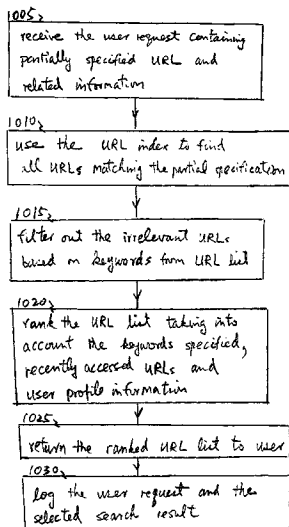 1005
receive the user request containing
partially specified URL and
related information
1010
use the URL index to find
all URLs matching the partial specification
1015
filter out the irrelevant URLs
based on keywords from URL list
1020
rank the URL list taking into
account the keywords specified,
recently accessed URLs and
user profile information
1025
return the ranked URL list to user
1030
log the user request and the
selected search result